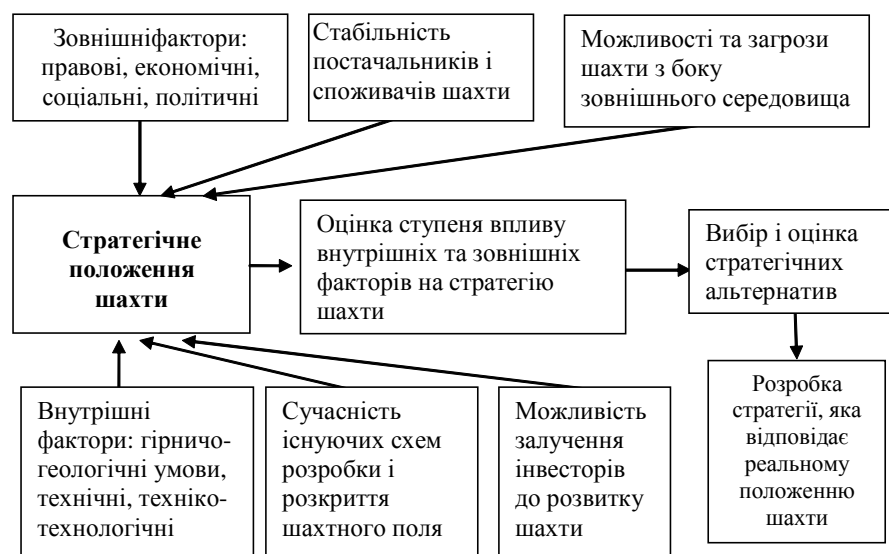 Зовнішніфактори:
правові, економічні,
соціальні, політичні
Стабільність
постачальників і
споживачів шахти
Можливості та загрози
шахти з боку
зовнішнього середовища
Стратегічне
положення
шахти
Оцінка ступеня впливу
внутрішніх та зовнішніх
факторів на стратегію
шахти
Вибір і оцінка
стратегічних
альтернатив
Внутрішні
фактори: гірничо-
геологічні умови,
технічні, техніко-
технологічні
Сучасність
існуючих схем
розробки і
розкриття
шахтного поля
Можливість
залучення
інвесторів
до розвитку
шахти
Розробка
стратегії, яка
відповідає
реальному
положенню
шахти